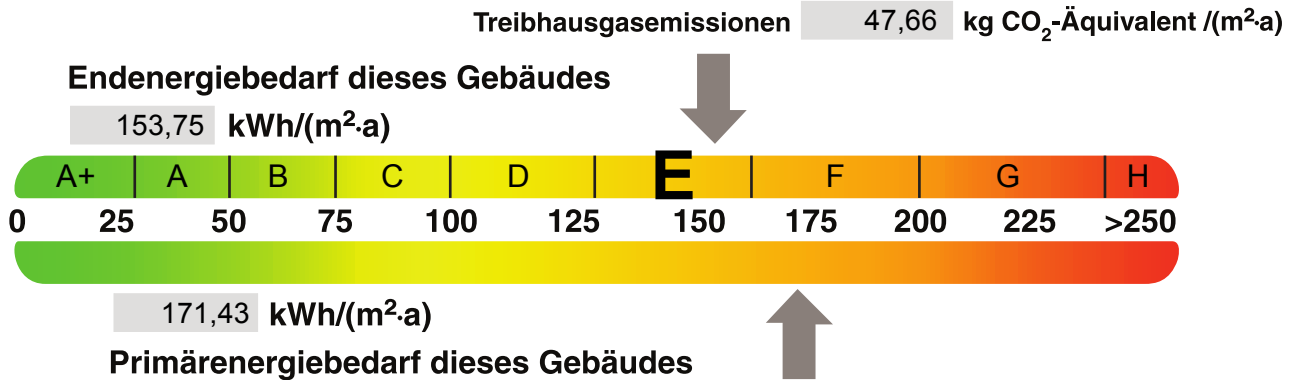 Treibhausgasemissionen 47,66 kg CO₂-Äquivalent /(m²·a)
Endenergiebedarf dieses Gebäudes
153,75 kWh/(m²·a)
A+ A B C D E F G H
0 25 50 75 100 125 150 175 200 225 >250
171,43 kWh/(m²·a)
Primärenergiebedarf dieses Gebäudes